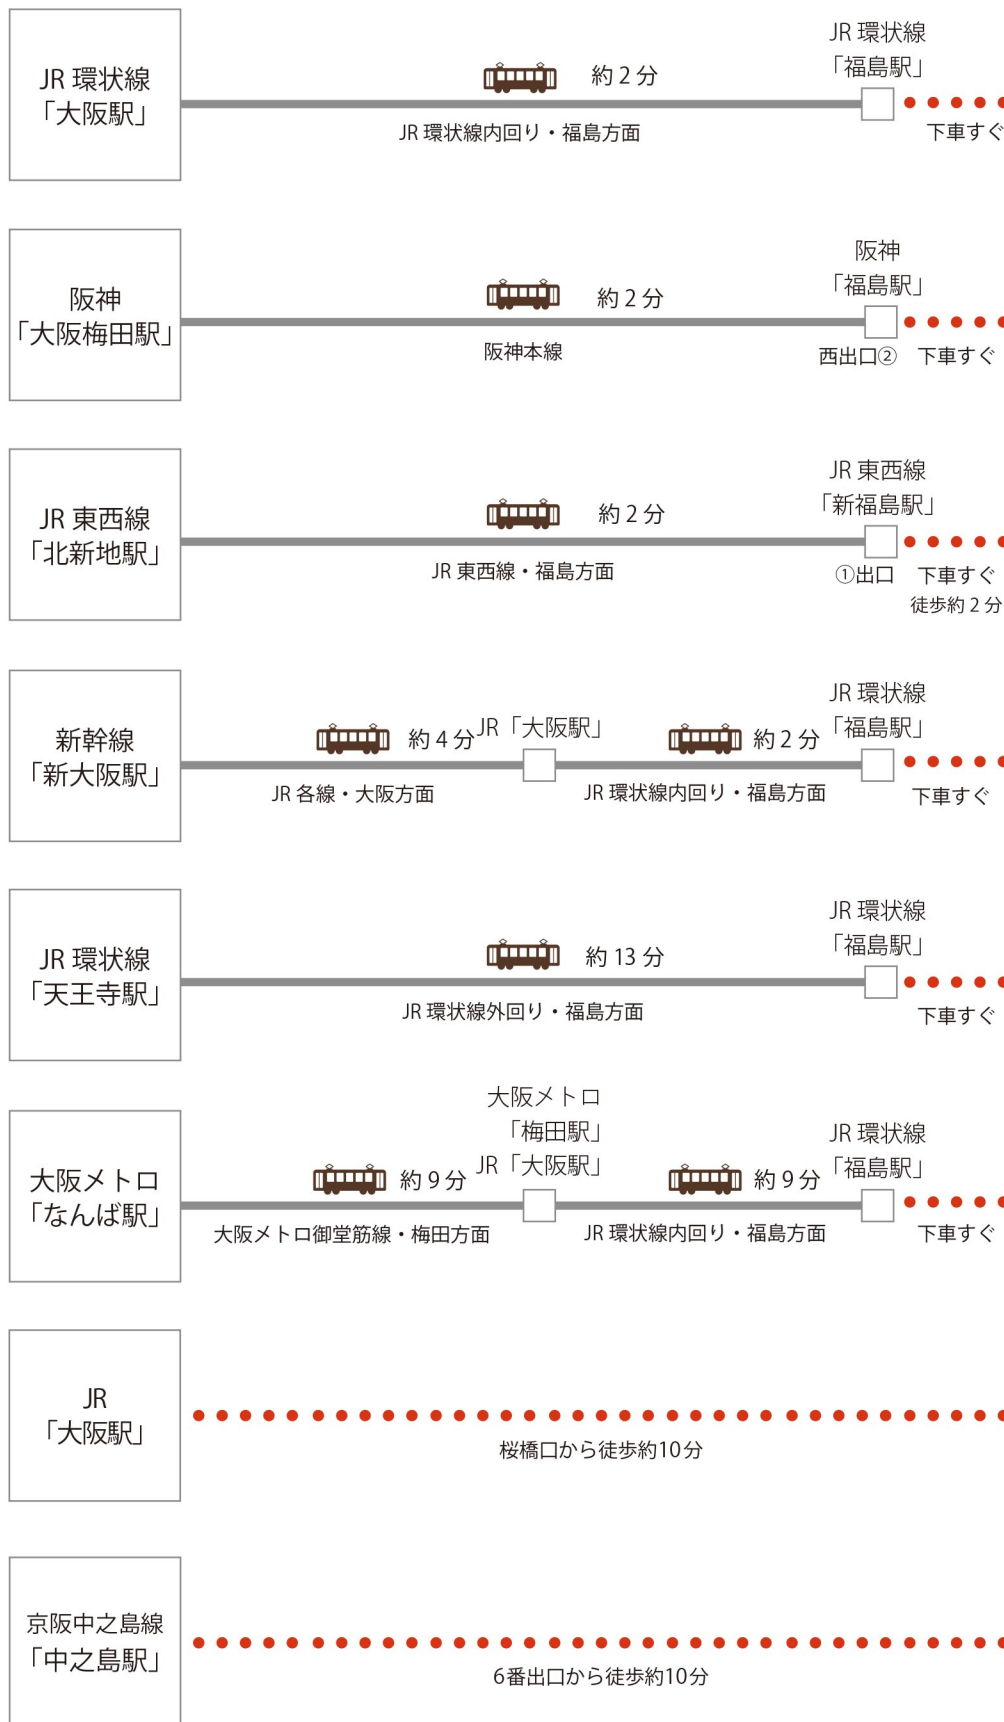 JR 環状線
「大阪駅」
約 2 分
JR 環状線内回り・福島方面
JR 環状線
「福島駅」
下車すぐ
阪神
「大阪梅田駅」
約 2 分
阪神本線
阪神
「福島駅」
西出口②
下車すぐ
JR 東西線
「北新地駅」
約 2 分
JR 東西線・福島方面
JR 東西線
「新福島駅」
①出口
下車すぐ
徒歩約 2 分
新幹線
「新大阪駅」
約 4 分
JR 各線・大阪方面
JR「大阪駅」
約 2 分
JR 環状線内回り・福島方面
JR 環状線
「福島駅」
下車すぐ
JR 環状線
「天王寺駅」
約 13 分
JR 環状線外回り・福島方面
JR 環状線
「福島駅」
下車すぐ
大阪メトロ
「なんば駅」
約 9 分
大阪メトロ御堂筋線・梅田方面
大阪メトロ
「梅田駅」
JR「大阪駅」
約 9 分
JR 環状線内回り・福島方面
JR 環状線
「福島駅」
下車すぐ
JR
「大阪駅」
桜橋口から徒歩約10分
京阪中之島線
「中之島駅」
6番出口から徒歩約10分